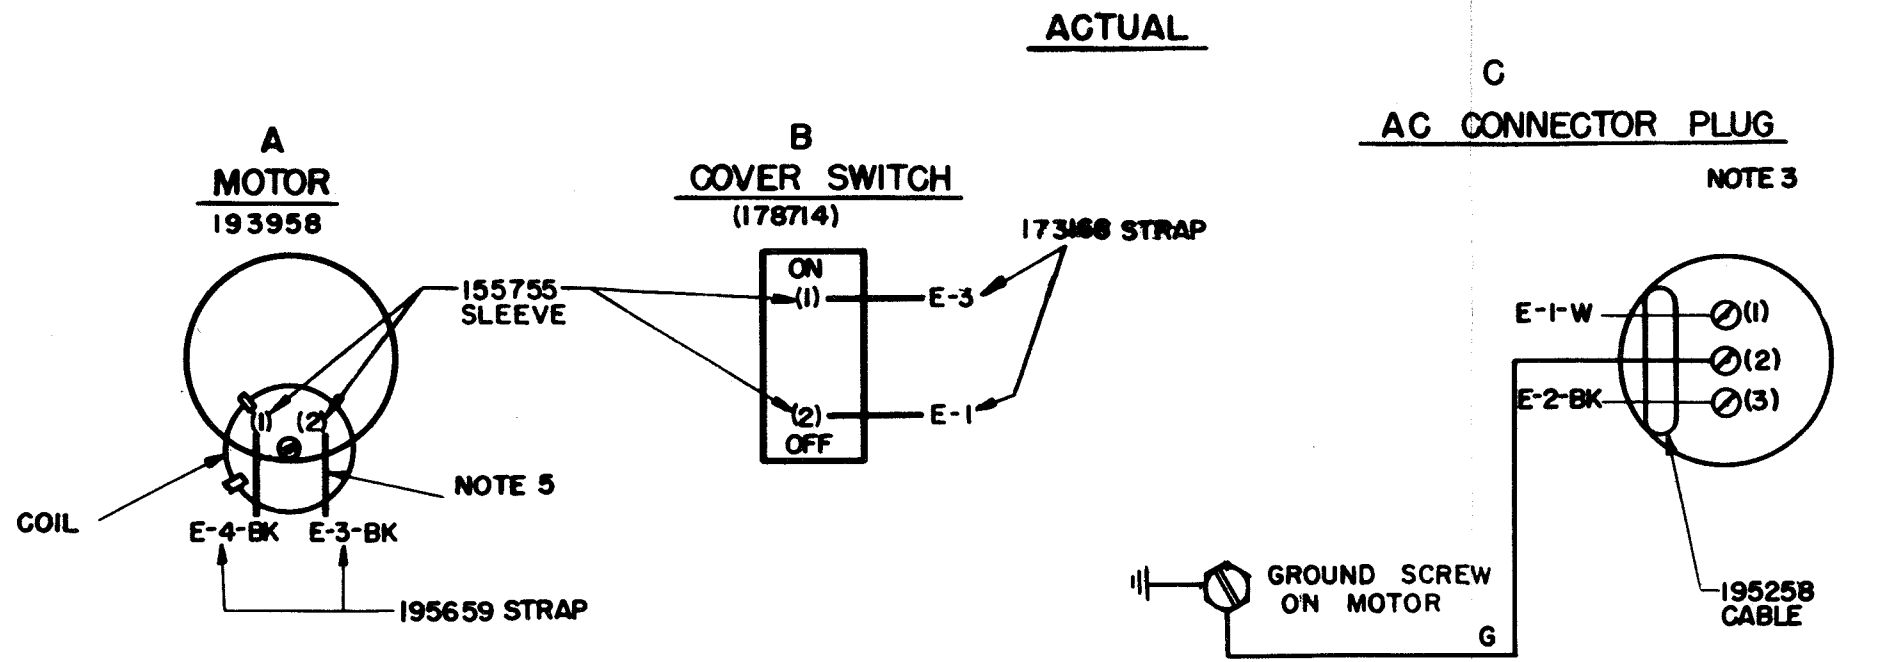 ACTUAL
A
MOTOR
193958
(1)
(2)
COIL
E-4-BK
E-3-BK
195659 STRAP
NOTE 5
155755
SLEEVE
B
COVER SWITCH
(178714)
ON
(1)
E-3
(2)
E-1
OFF
STRAP
C
AC CONNECTOR PLUG
NOTE 3
E-1-W
(1)
(2)
E-2-BK
(3)
195258
CABLE
GROUND SCREW
ON MOTOR
G